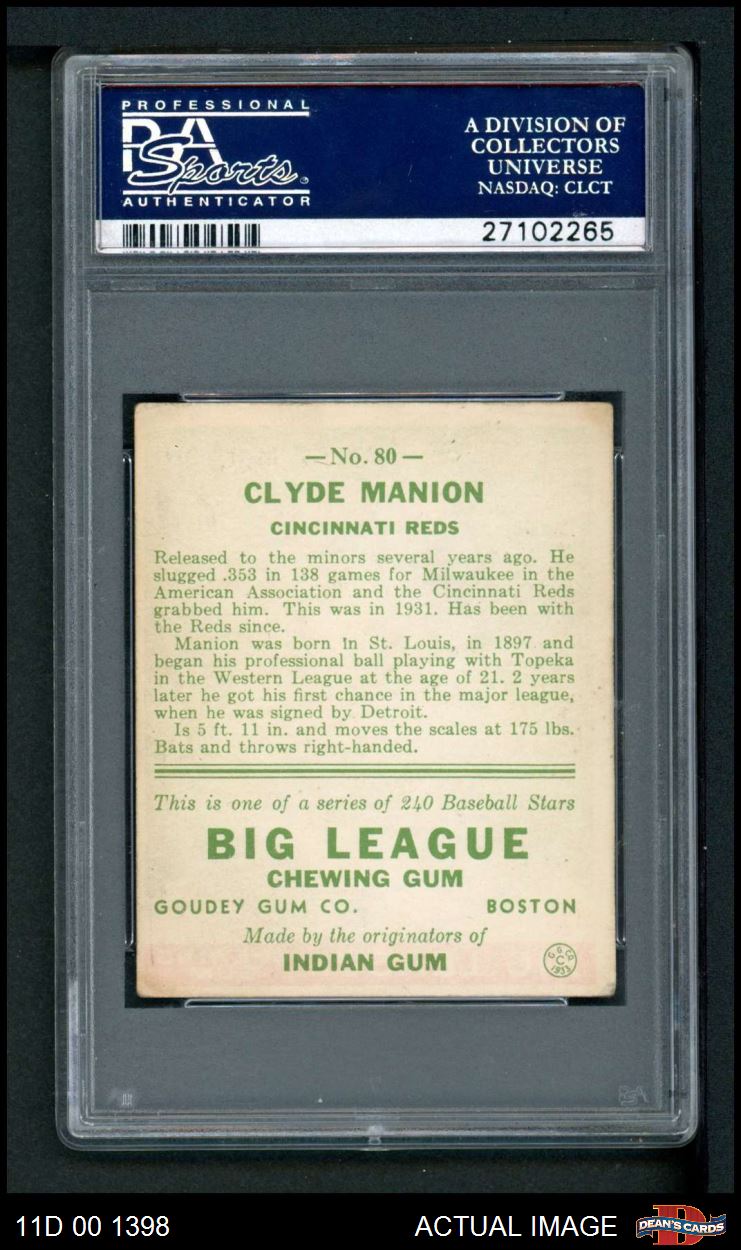 PROFESSIONAL
PSA
Sports
AUTHENTICATOR
A DIVISION OF
COLLECTORS
UNIVERSE
NASDAQ: CLCT
27102265
—No. 80—
CLYDE MANION
CINCINNATI REDS
Released to the minors several years ago. He
slugged .353 in 138 games for Milwaukee in the
American Association and the Cincinnati Reds
grabbed him. This was in 1931. Has been with
the Reds since.
Manion was born in St. Louis, in 1897 and
began his professional ball playing with Topeka
in the Western League at the age of 21. 2 years
later he got his first chance in the major league,
when he was signed by Detroit.
Is 5 ft. 11 in. and moves the scales at 175 lbs.
Bats and throws right-handed.
This is one of a series of 240 Baseball Stars
BIG LEAGUE
CHEWING GUM
GOUDEY GUM CO. BOSTON
Made by the originators of
INDIAN GUM
G.G.CO.
C
1933
11D 00 1398 ACTUAL IMAGE DEAN'S CARDS